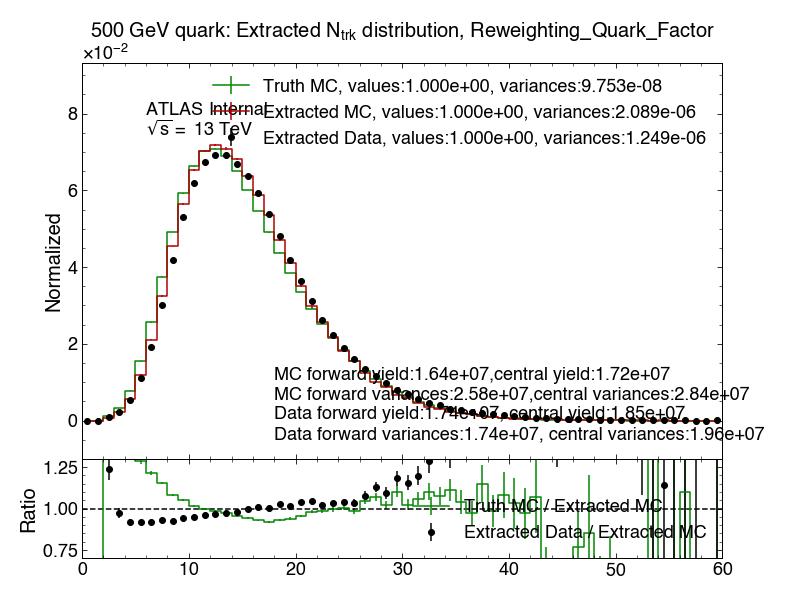 500 GeV quark: Extracted Ntrk distribution, Reweighting_Quark_Factor
×10−2
Truth MC, values:1.000e+00, variances:9.753e-08
ATLAS Internal
Extracted MC, values:1.000e+00, variances:2.089e-06
√s = 13 TeV
Extracted Data, values:1.000e+00, variances:1.249e-06
8
6
4
2
0
Normalized
MC forward yield:1.64e+07,central yield:1.72e+07
MC forward variances:2.58e+07,central variances:2.84e+07
Data forward yield:1.74e+07, central yield:1.85e+07
Data forward variances:1.74e+07, central variances:1.96e+07
1.25
1.00
0.75
Ratio
Truth MC / Extracted MC
Extracted Data / Extracted MC
0 10 20 30 40 50 60